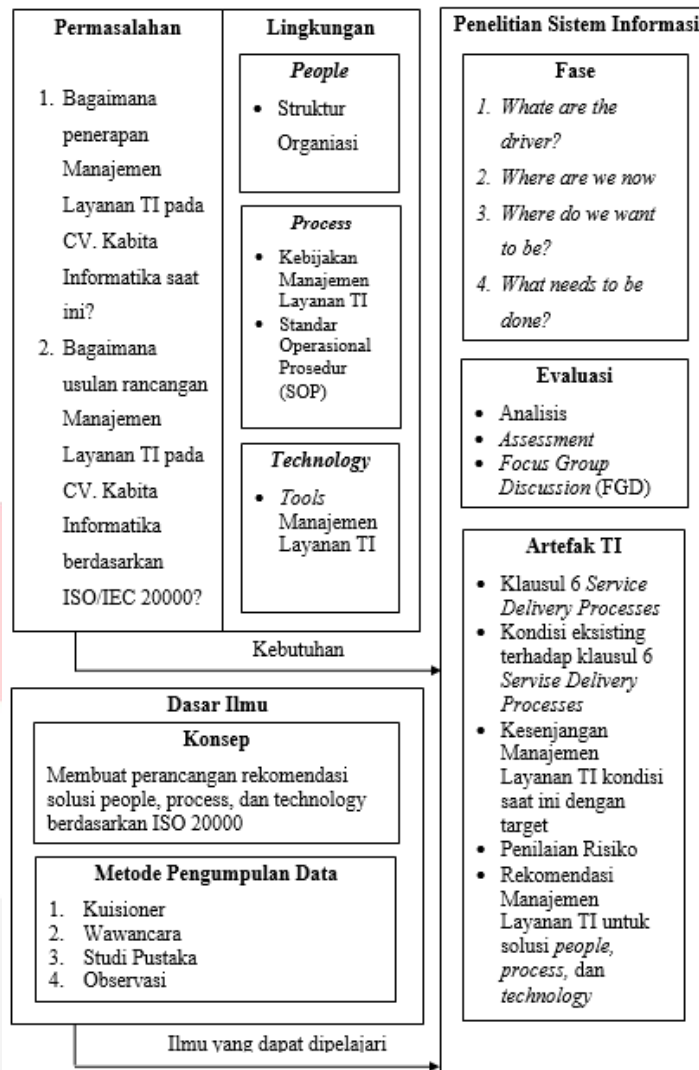 Permasalahan
1. Bagaimana
penerapan
Manajemen
Layanan TI pada
CV. Kabita
Informatika saat
ini?
2. Bagaimana
usulan rancangan
Manajemen
Layanan TI pada
CV. Kabita
Informatika
berdasarkan
ISO/IEC 20000?
Lingkungan
People
• Struktur
Organiasi
Process
• Kebijakan
Manajemen
Layanan TI
• Standar
Operasional
Prosedur
(SOP)
Technology
• Tools
Manajemen
Layanan TI
Kebutuhan
Dasar Ilmu
Konsep
Membuat perancangan rekomendasi
solusi people, process, dan technology
berdasarkan ISO 20000
Metode Pengumpulan Data
1. Kuisioner
2. Wawancara
3. Studi Pustaka
4. Observasi
Ilmu yang dapat dipelajari
Penelitian Sistem Informasi
Fase
1. Whate are the
driver?
2. Where are we now
3. Where do we want
to be?
4. What needs to be
done?
Evaluasi
• Analisis
• Assessment
• Focus Group
Discussion (FGD)
Artefak TI
• Klausul 6 Service
Delivery Processes
• Kondisi eksisting
terhadap klausul 6
Servise Delivery
Processes
• Kesenjangan
Manajemen
Layanan TI kondisi
saat ini dengan
target
• Penilaian Risiko
• Rekomendasi
Manajemen
Layanan TI untuk
solusi people,
process, dan
technology